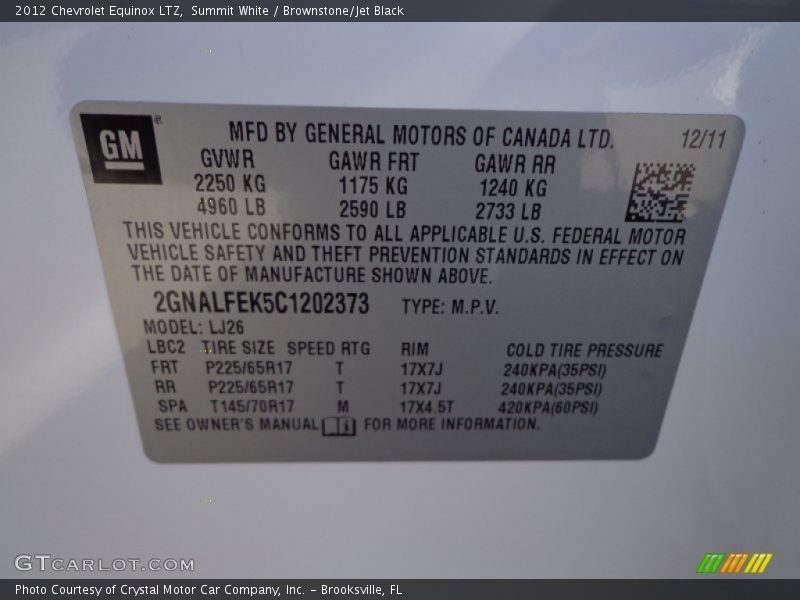 2012 Chevrolet Equinox LTZ,  Summit White / Brownstone/Jet Black
GM®
MFD BY GENERAL MOTORS OF CANADA LTD. 12/11
GVWR GAWR FRT GAWR RR
2250 KG 1175 KG 1240 KG
4960 LB 2590 LB 2733 LB
THIS VEHICLE CONFORMS TO ALL APPLICABLE U.S. FEDERAL MOTOR
VEHICLE SAFETY AND THEFT PREVENTION STANDARDS IN EFFECT ON
THE DATE OF MANUFACTURE SHOWN ABOVE.
2GNALFEK5C1202373 TYPE: M.P.V.
MODEL: LJ26
LBC2 TIRE SIZE SPEED RTG RIM COLD TIRE PRESSURE
FRT P225/65R17 T 17X7J 240KPA(35PSI)
RR P225/65R17 T 17X7J 240KPA(35PSI)
SPA T145/70R17 M 17X4.5T 420KPA(60PSI)
SEE OWNER'S MANUAL FOR MORE INFORMATION.
GTCARLOT.COM
Photo Courtesy of Crystal Motor Car Company, Inc. – Brooksville, FL